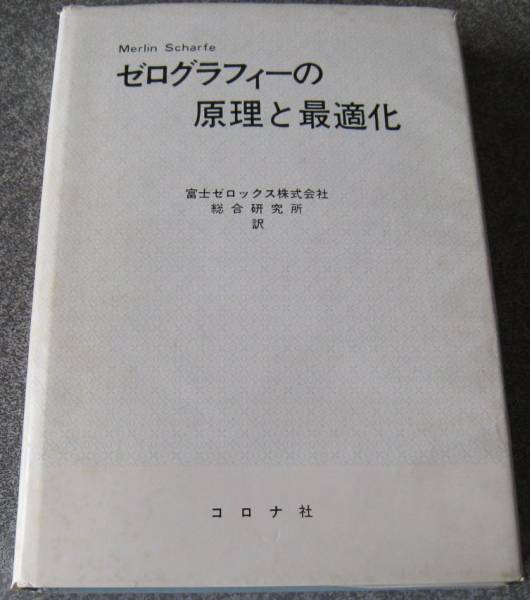 Merlin Scharfe
ゼログラフィーの
原理と最適化
富士ゼロックス株式会社
総合研究所
訳
コロナ社